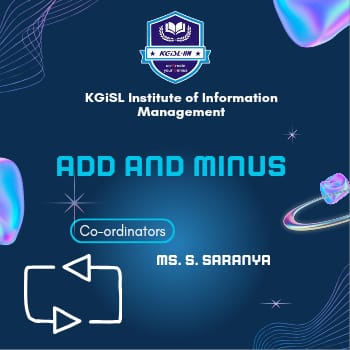 KGiSL-IIM
KGiSL Institute of Information
Management
ADD AND MINUS
Co-ordinators
MS. S. SARANYA